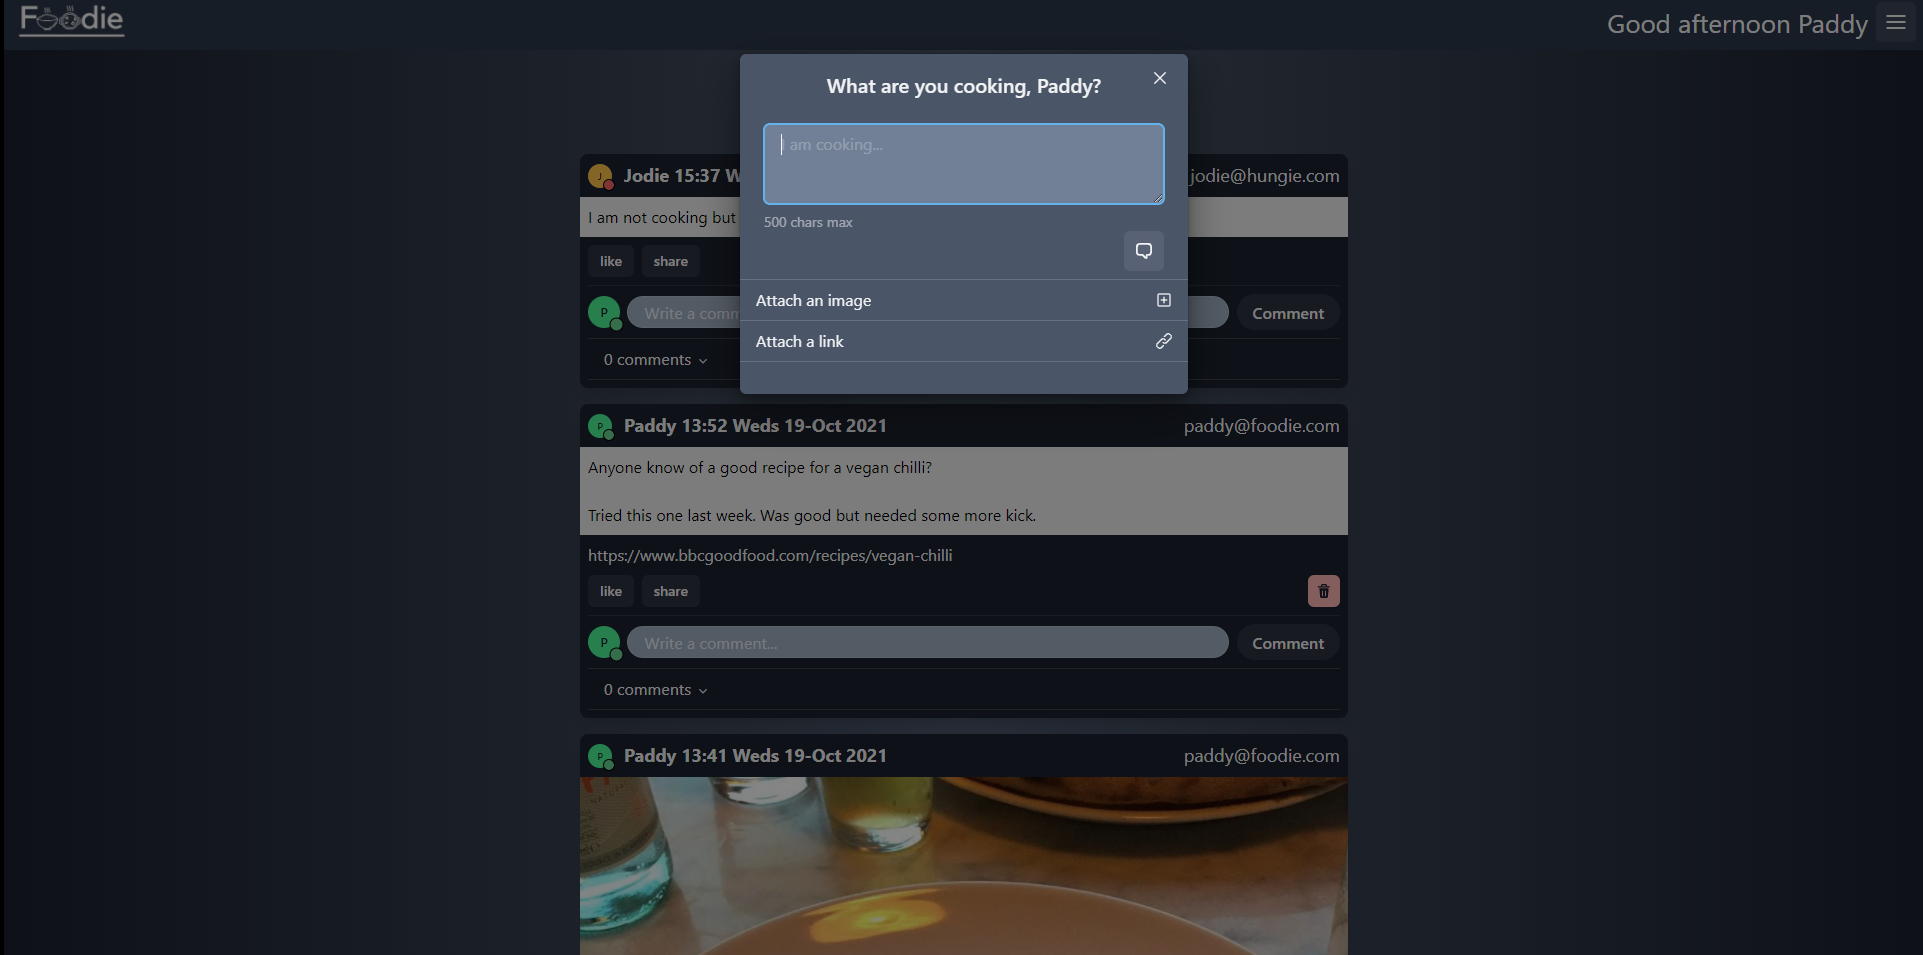 Foodie
Good afternoon Paddy
What are you cooking, Paddy?
I am cooking...
500 chars max
Attach an image
Attach a link
Jodie 15:37 W
jodie@hungie.com
I am not cooking but
like
share
P
Write a comm
Comment
0 comments
P
Paddy 13:52 Weds 19-Oct 2021
paddy@foodie.com
Anyone know of a good recipe for a vegan chilli?
Tried this one last week. Was good but needed some more kick.
https://www.bbcgoodfood.com/recipes/vegan-chilli
like
share
P
Write a comment...
Comment
0 comments
P
Paddy 13:41 Weds 19-Oct 2021
paddy@foodie.com